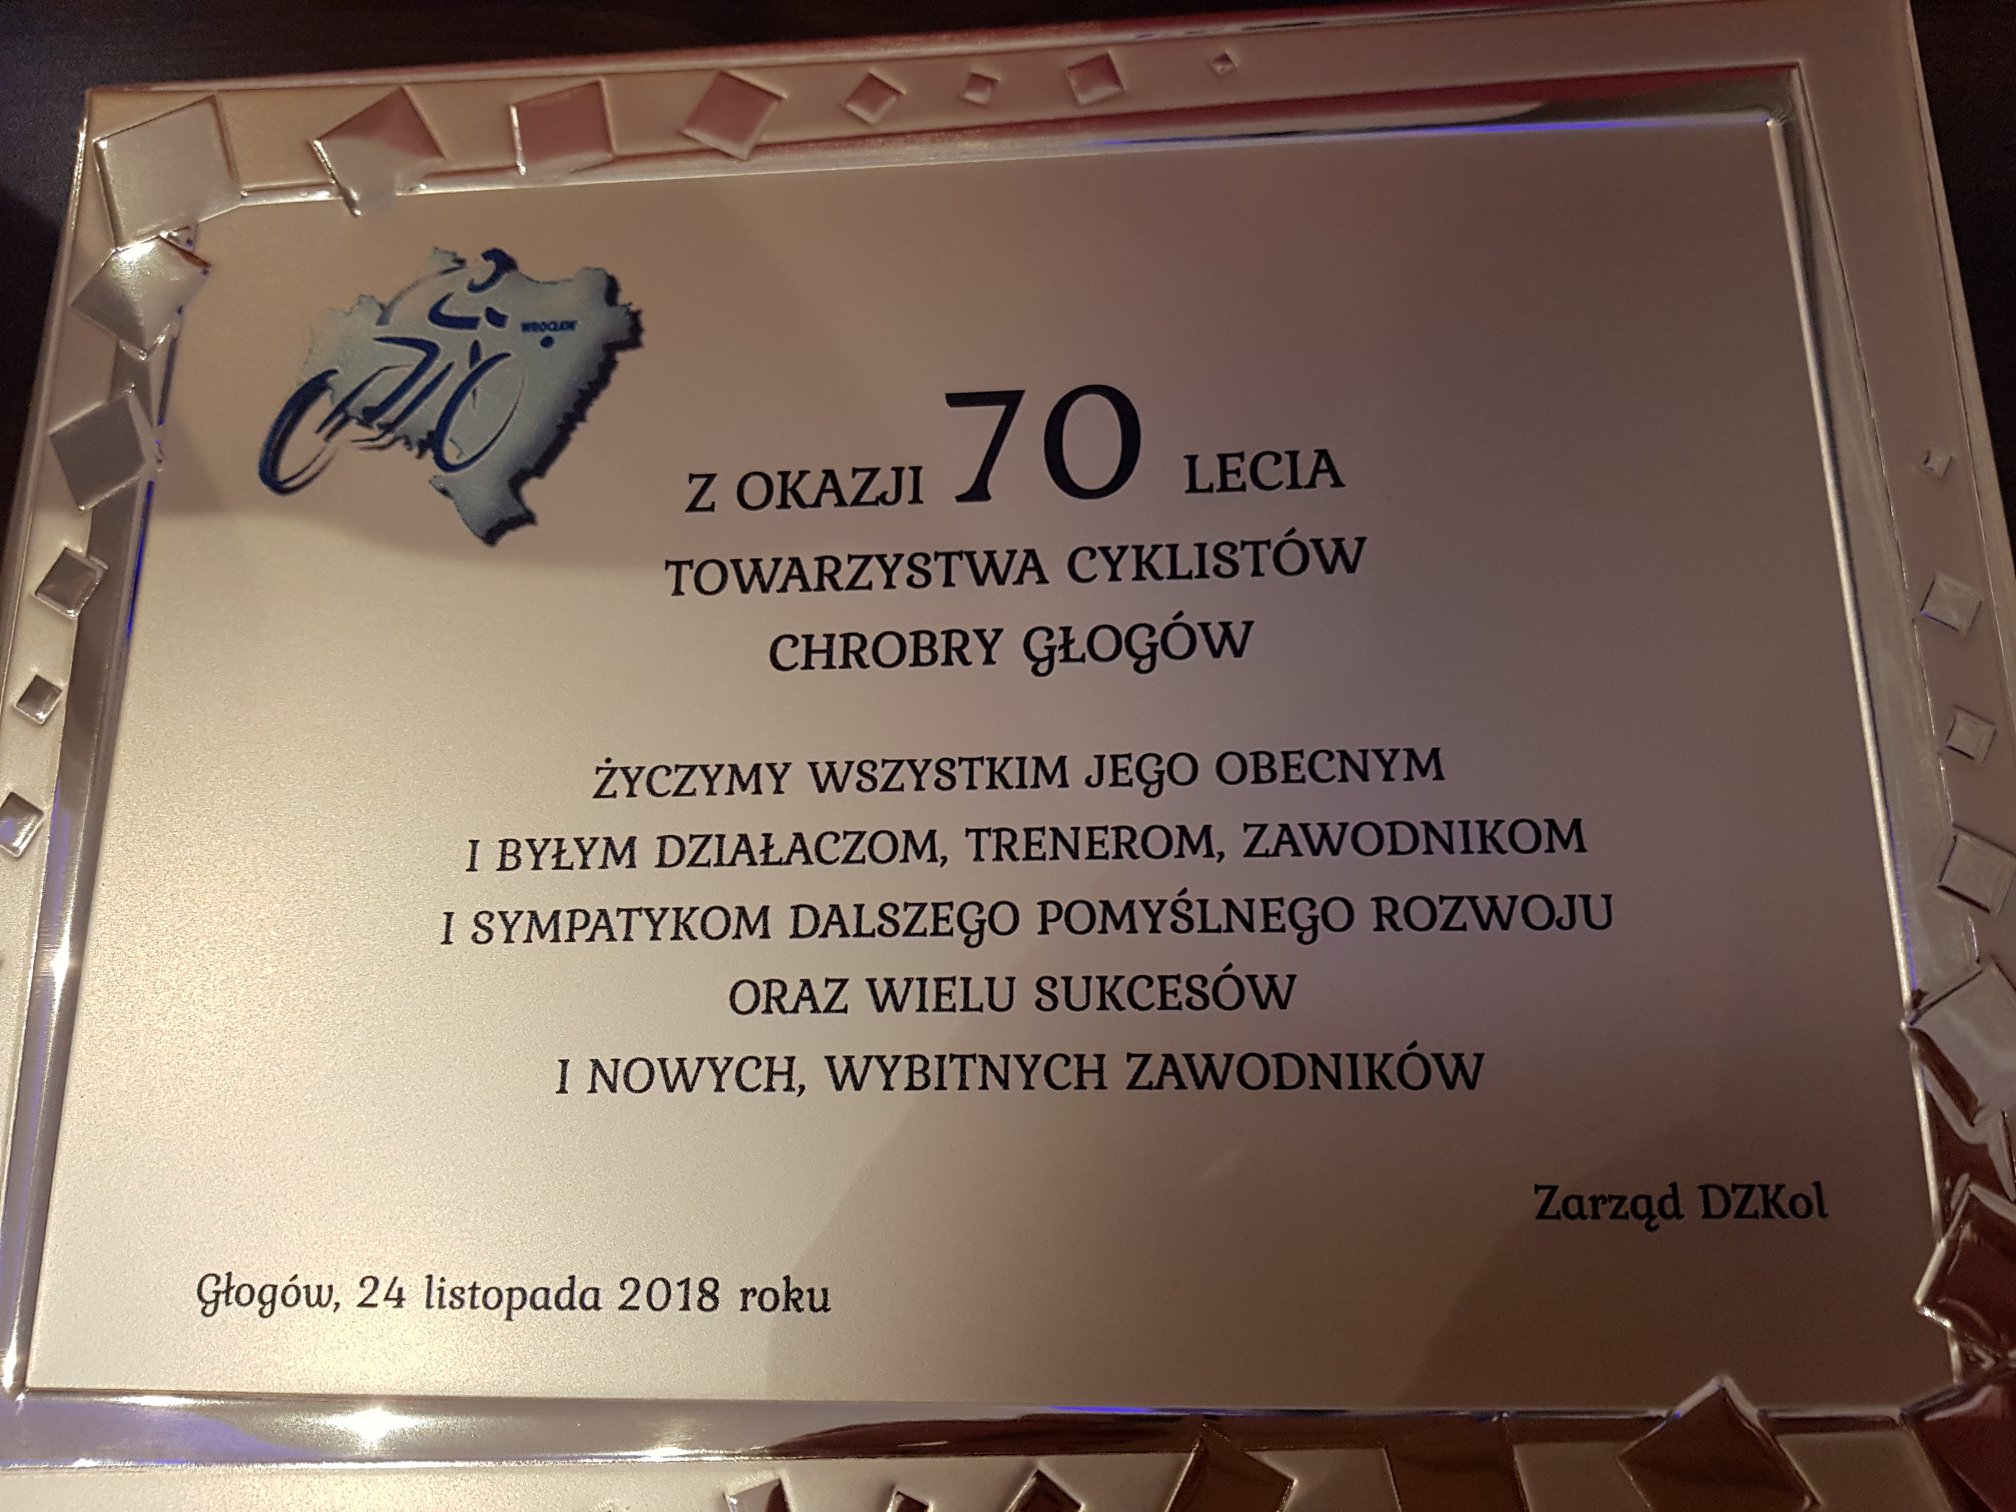 WROCŁAW
Z OKAZJI 70 LECIA
TOWARZYSTWA CYKLISTÓW
CHROBRY GŁOGÓW
ŻYCZYMY WSZYSTKIM JEGO OBECNYM
I BYŁYM DZIAŁACZOM, TRENEROM, ZAWODNIKOM
I SYMPATYKOM DALSZEGO POMYŚLNEGO ROZWOJU
ORAZ WIELU SUKCESÓW
I NOWYCH, WYBITNYCH ZAWODNIKÓW
Zarząd DZKol
Głogów, 24 listopada 2018 roku